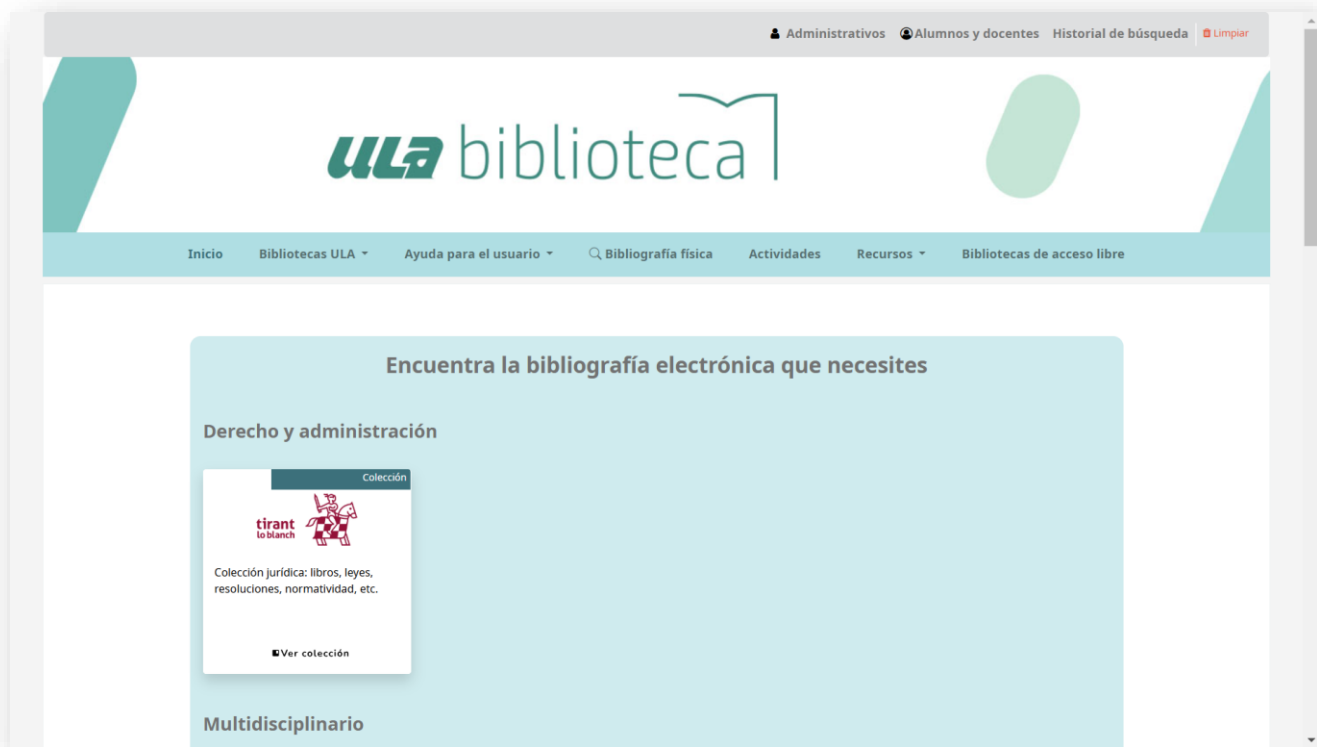 Administrativos Alumnos y docentes Historial de búsqueda Limpiar
ula biblioteca
Inicio Bibliotecas ULA Ayuda para el usuario Bibliografía física Actividades Recursos Bibliotecas de acceso libre
Encuentra la bibliografía electrónica que necesites
Derecho y administración
Colección
tirant
lo blanch
Colección jurídica: libros, leyes,
resoluciones, normatividad, etc.
Ver colección
Multidisciplinario